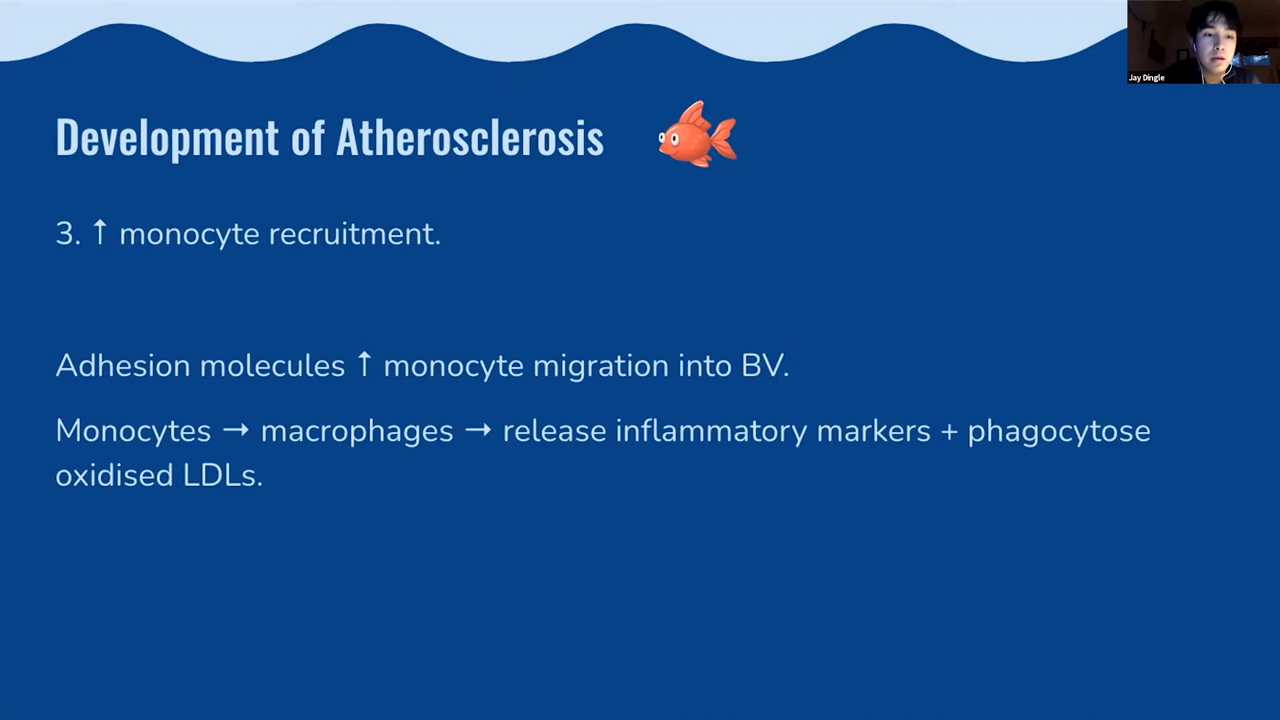 Jay Dingle
Development of Atherosclerosis
3. ↑ monocyte recruitment.
Adhesion molecules ↑ monocyte migration into BV.
Monocytes → macrophages → release inflammatory markers + phagocytose
oxidised LDLs.